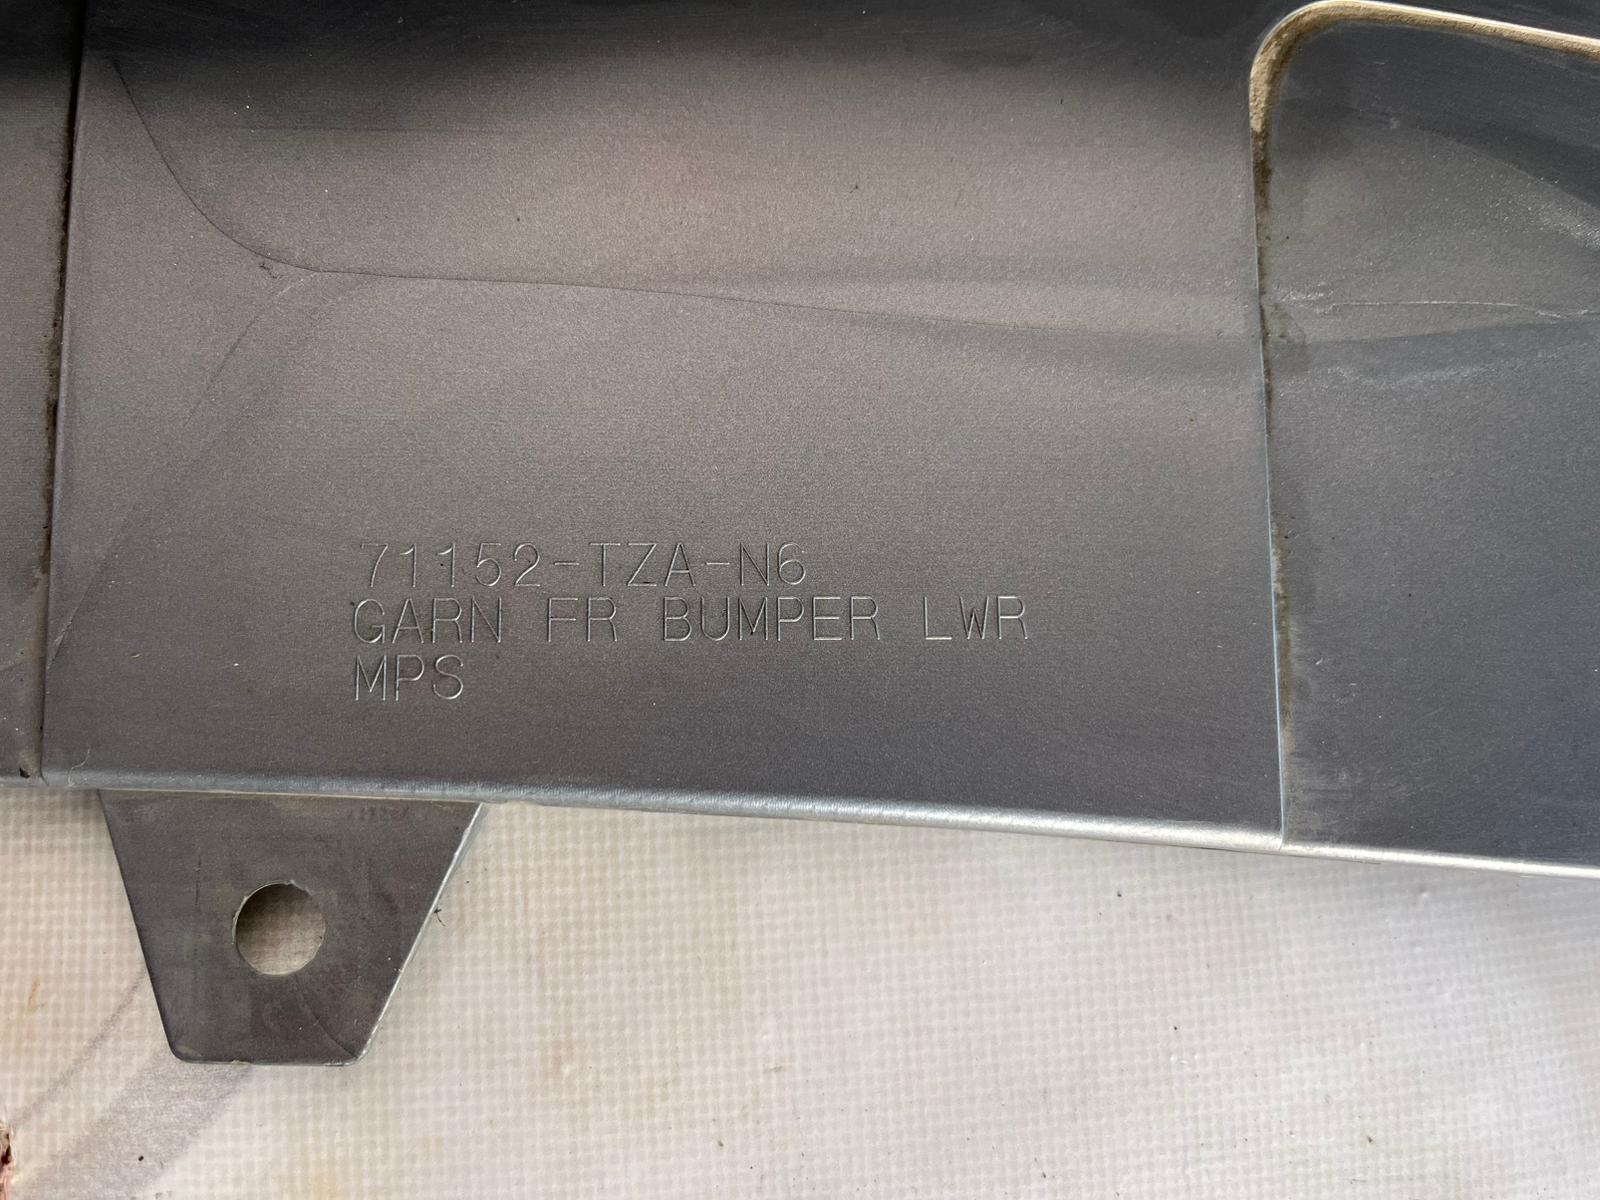 71152-TZA-N6
GARN FR BUMPER LWR
MPS